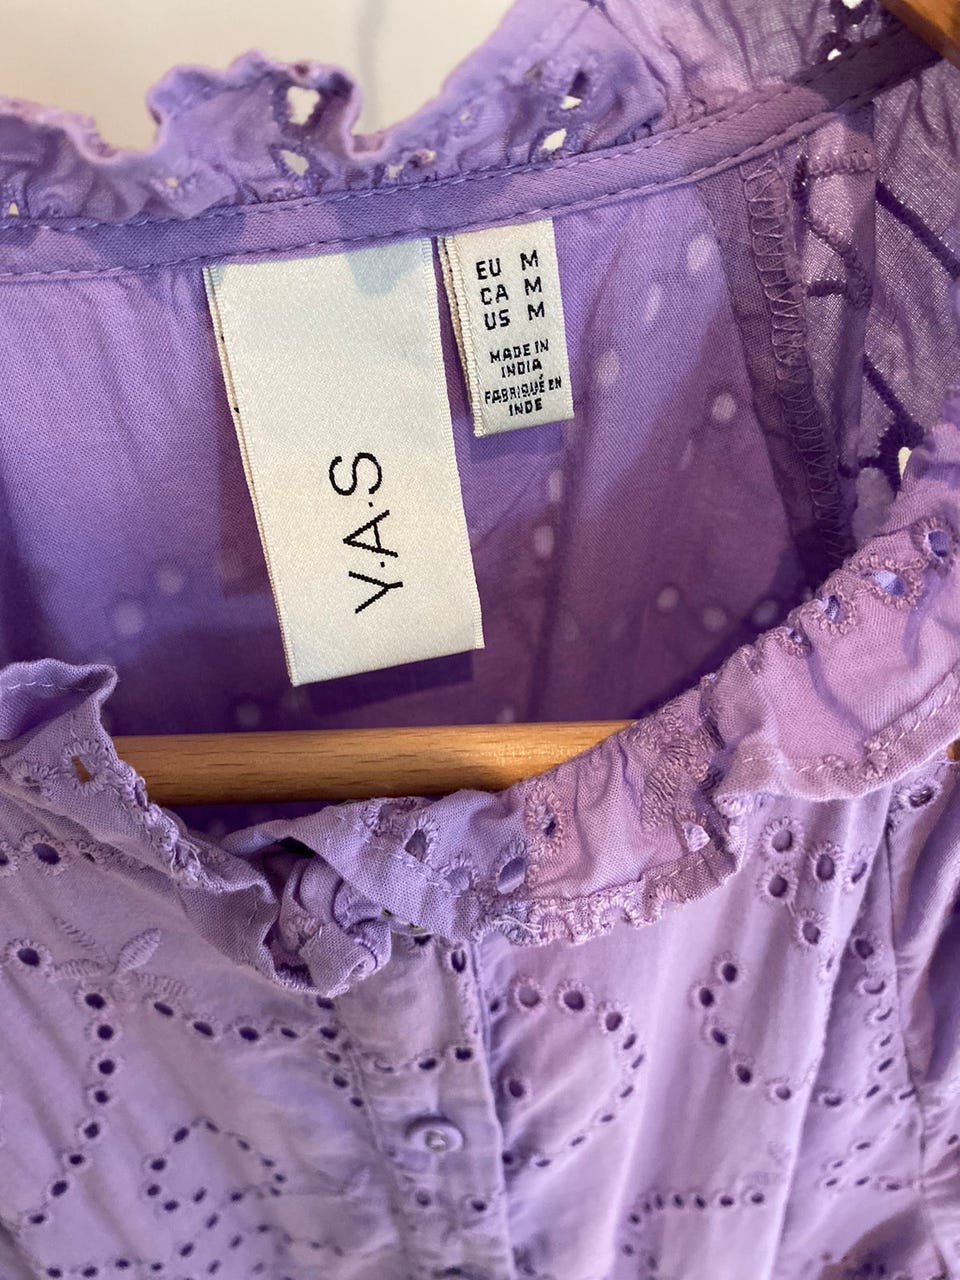 Y·A·S
EU M
CA M
US M
MADE IN
INDIA
FABRIQUÉ EN
INDE